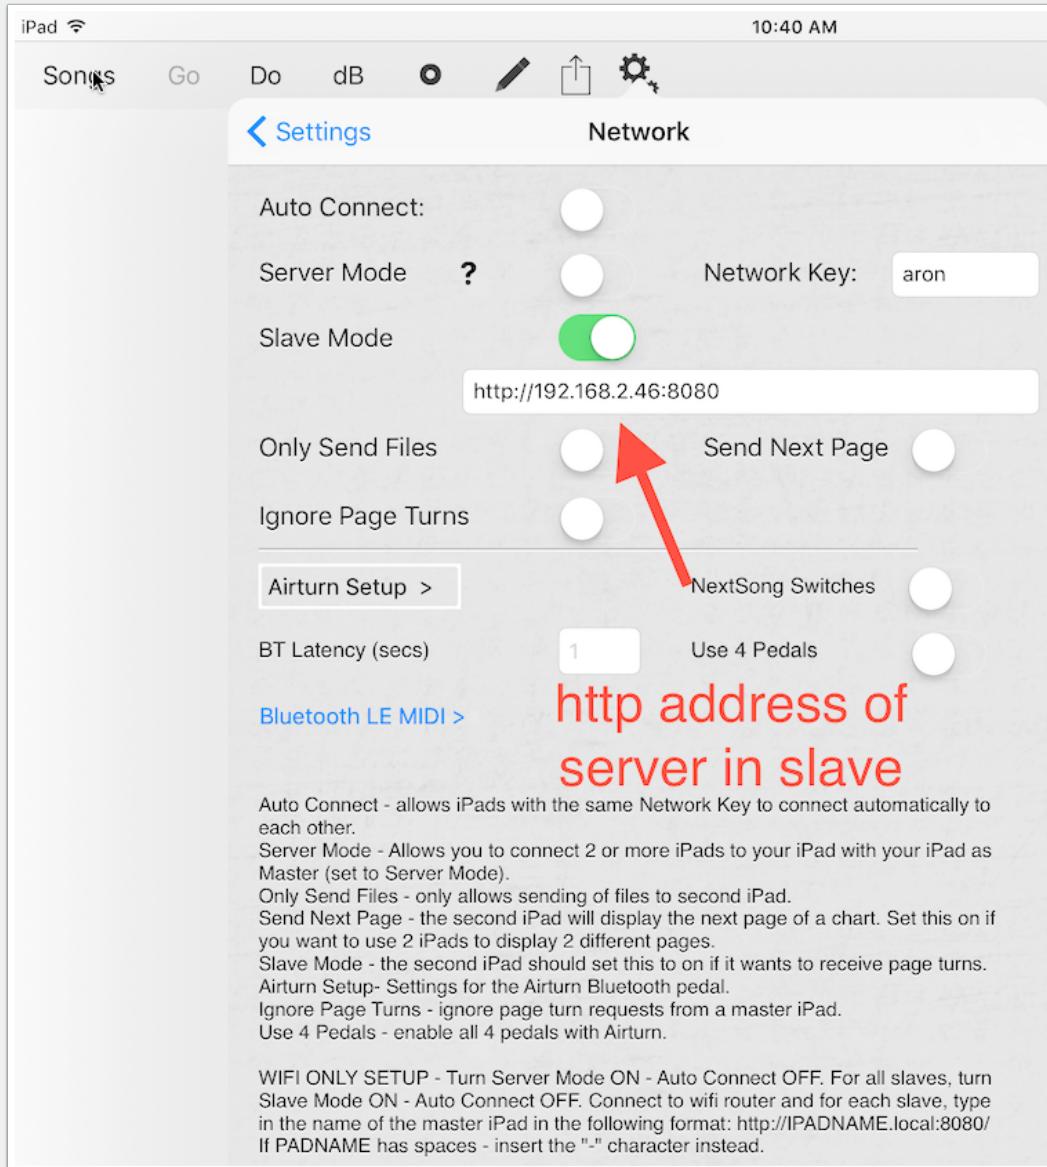 iPad 10:40 AM
Songs Go Do dB
Settings Network
Auto Connect:
Server Mode ? Network Key: aron
Slave Mode
http://192.168.2.46:8080
Only Send Files Send Next Page
Ignore Page Turns
Airturn Setup > NextSong Switches
BT Latency (secs) 1 Use 4 Pedals
Bluetooth LE MIDI >
http address of
server in slave
Auto Connect - allows iPads with the same Network Key to connect automatically to
each other.
Server Mode - Allows you to connect 2 or more iPads to your iPad with your iPad as
Master (set to Server Mode).
Only Send Files - only allows sending of files to second iPad.
Send Next Page - the second iPad will display the next page of a chart. Set this on if
you want to use 2 iPads to display 2 different pages.
Slave Mode - the second iPad should set this to on if it wants to receive page turns.
Airturn Setup- Settings for the Airturn Bluetooth pedal.
Ignore Page Turns - ignore page turn requests from a master iPad.
Use 4 Pedals - enable all 4 pedals with Airturn.
WIFI ONLY SETUP - Turn Server Mode ON - Auto Connect OFF. For all slaves, turn
Slave Mode ON - Auto Connect OFF. Connect to wifi router and for each slave, type
in the name of the master iPad in the following format: http://IPADNAME.local:8080/
If PADNAME has spaces - insert the "-" character instead.